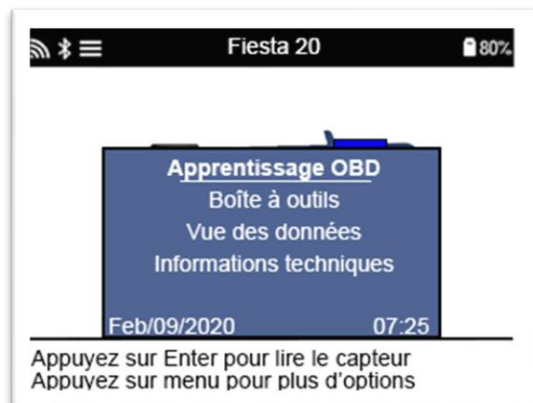 Fiesta 20
80%
Apprentissage OBD
Boîte à outils
Vue des données
Informations techniques
Feb/09/2020 07:25
Appuyez sur Enter pour lire le capteur
Appuyez sur menu pour plus d'options